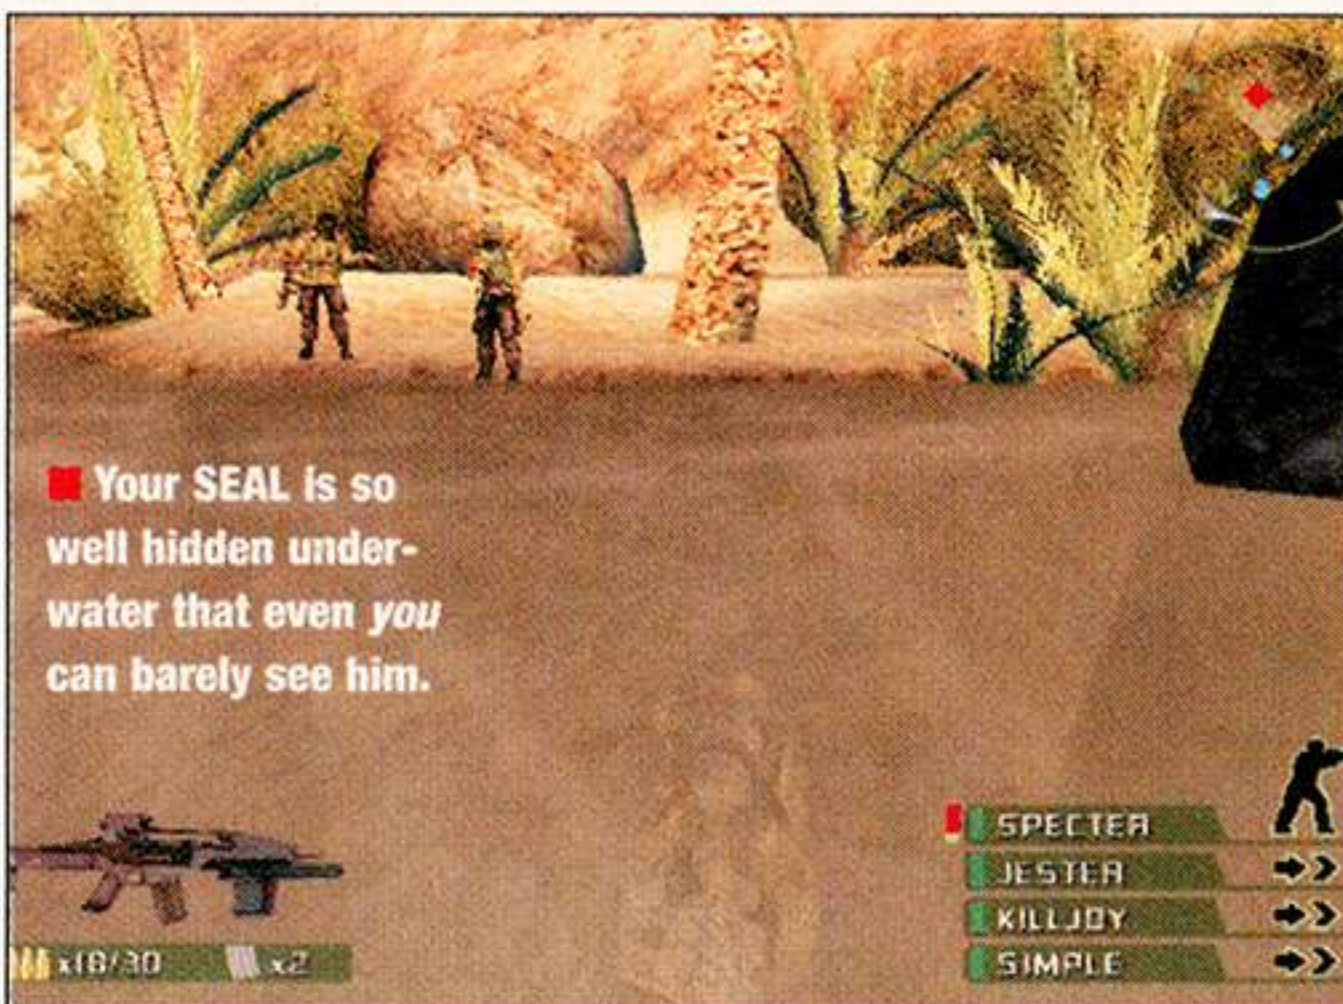 Your SEAL is so
well hidden under-
water that even you
can barely see him.
SPECTER
JESTER
KILLJOY
SIMPLE
x18/30 x2